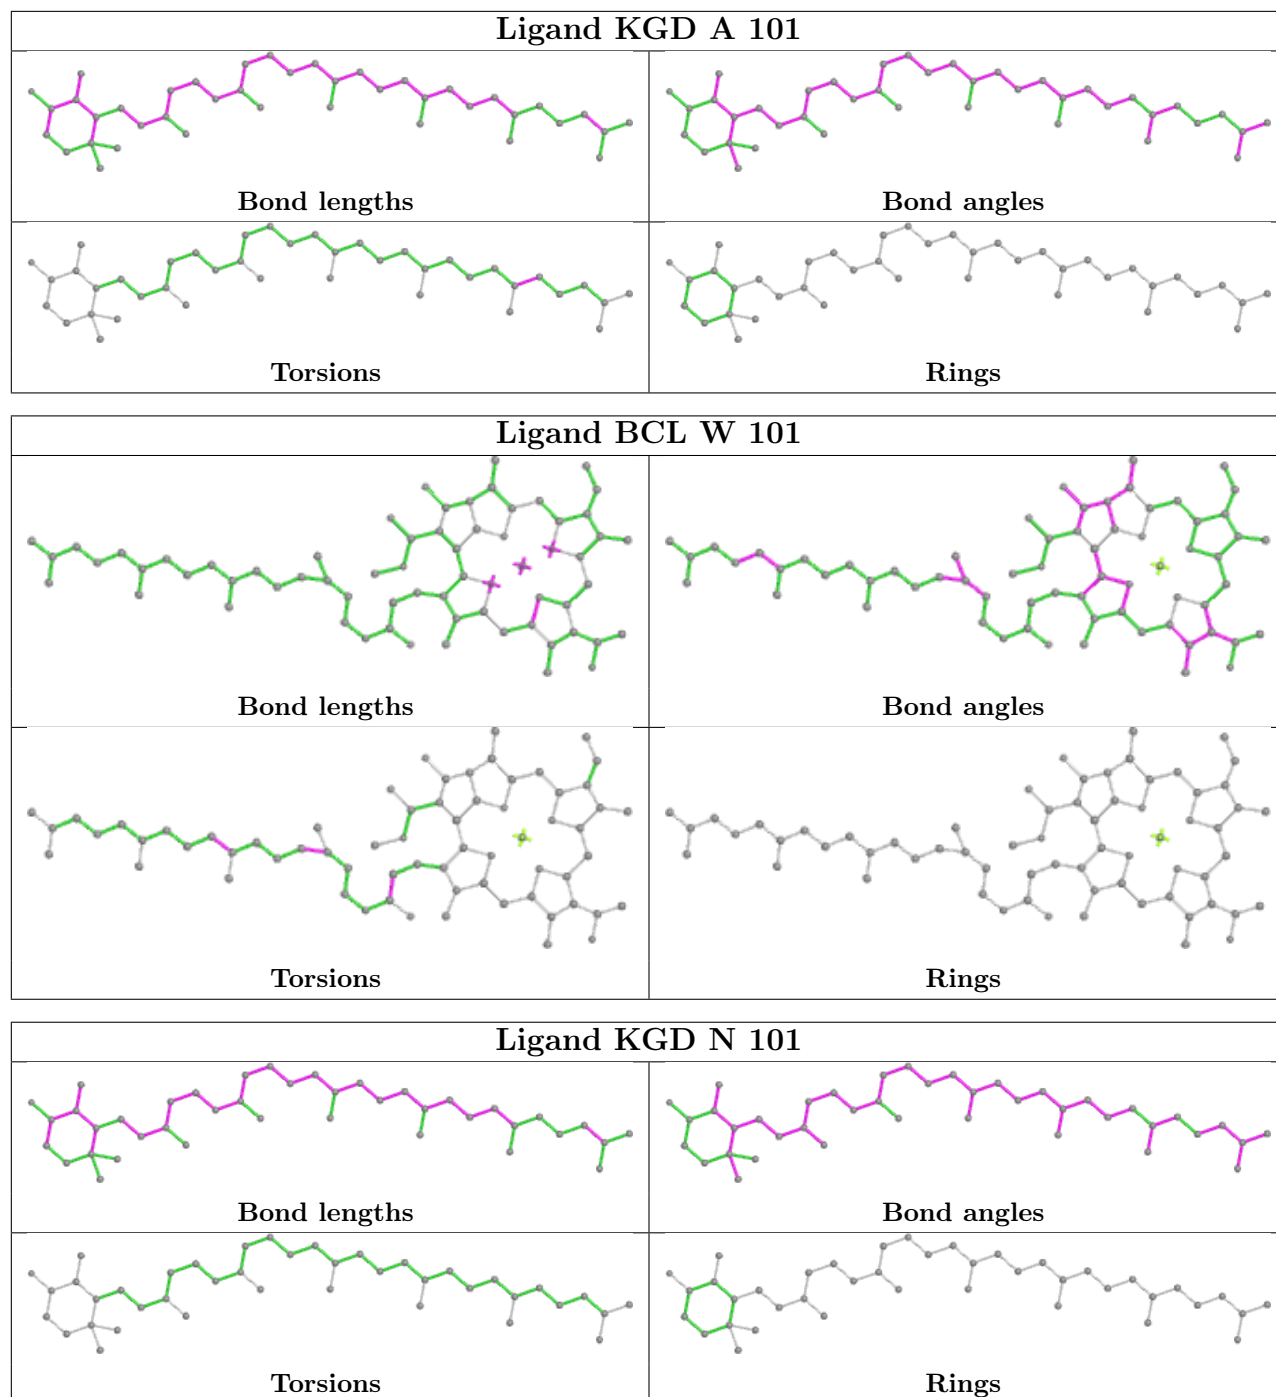 Ligand KGD A 101
Bond lengths
Bond angles
Torsions
Rings
Ligand BCL W 101
Bond lengths
Bond angles
Torsions
Rings
Ligand KGD N 101
Bond lengths
Bond angles
Torsions
Rings